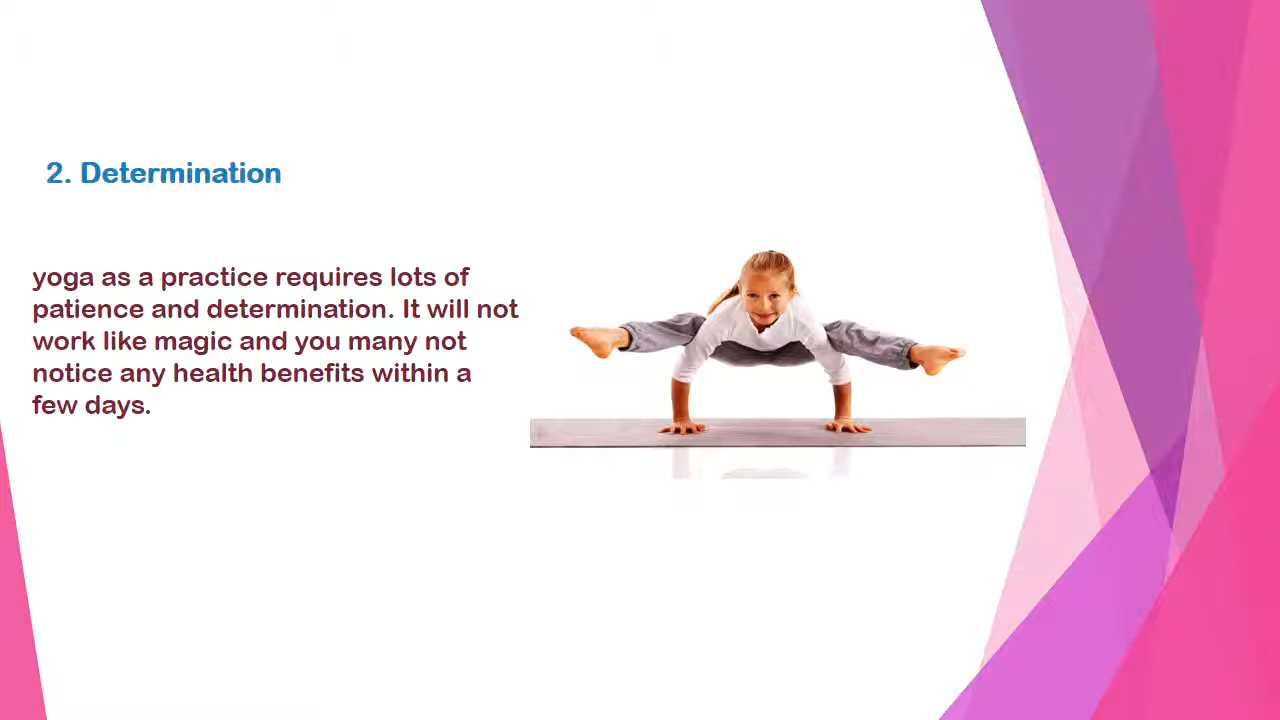 2. Determination
yoga as a practice requires lots of
patience and determination. It will not
work like magic and you many not
notice any health benefits within a
few days.